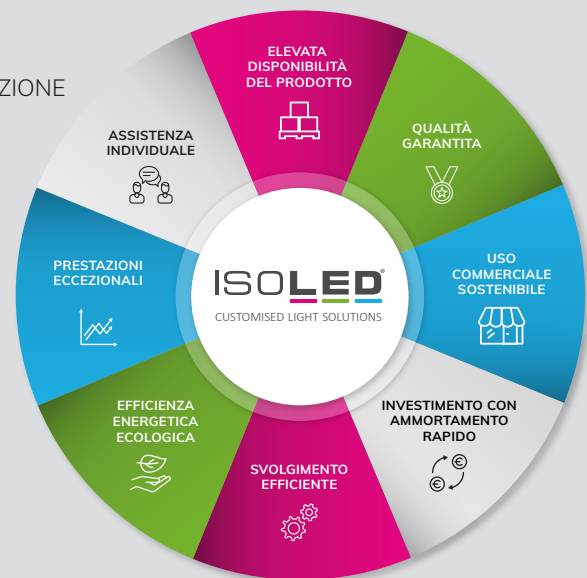 ZIONE
ELEVATA
DISPONIBILITÀ
DEL PRODOTTO
QUALITÀ
GARANTITA
USO
COMMERCIALE
SOSTENIBILE
INVESTIMENTO CON
AMMORTAMENTO
RAPIDO
SVOLGIMENTO
EFFICIENTE
EFFICIENZA
ENERGETICA
ECOLOGICA
PRESTAZIONI
ECCEZIONALI
ASSISTENZA
INDIVIDUALE
ISOLED®
CUSTOMISED LIGHT SOLUTIONS